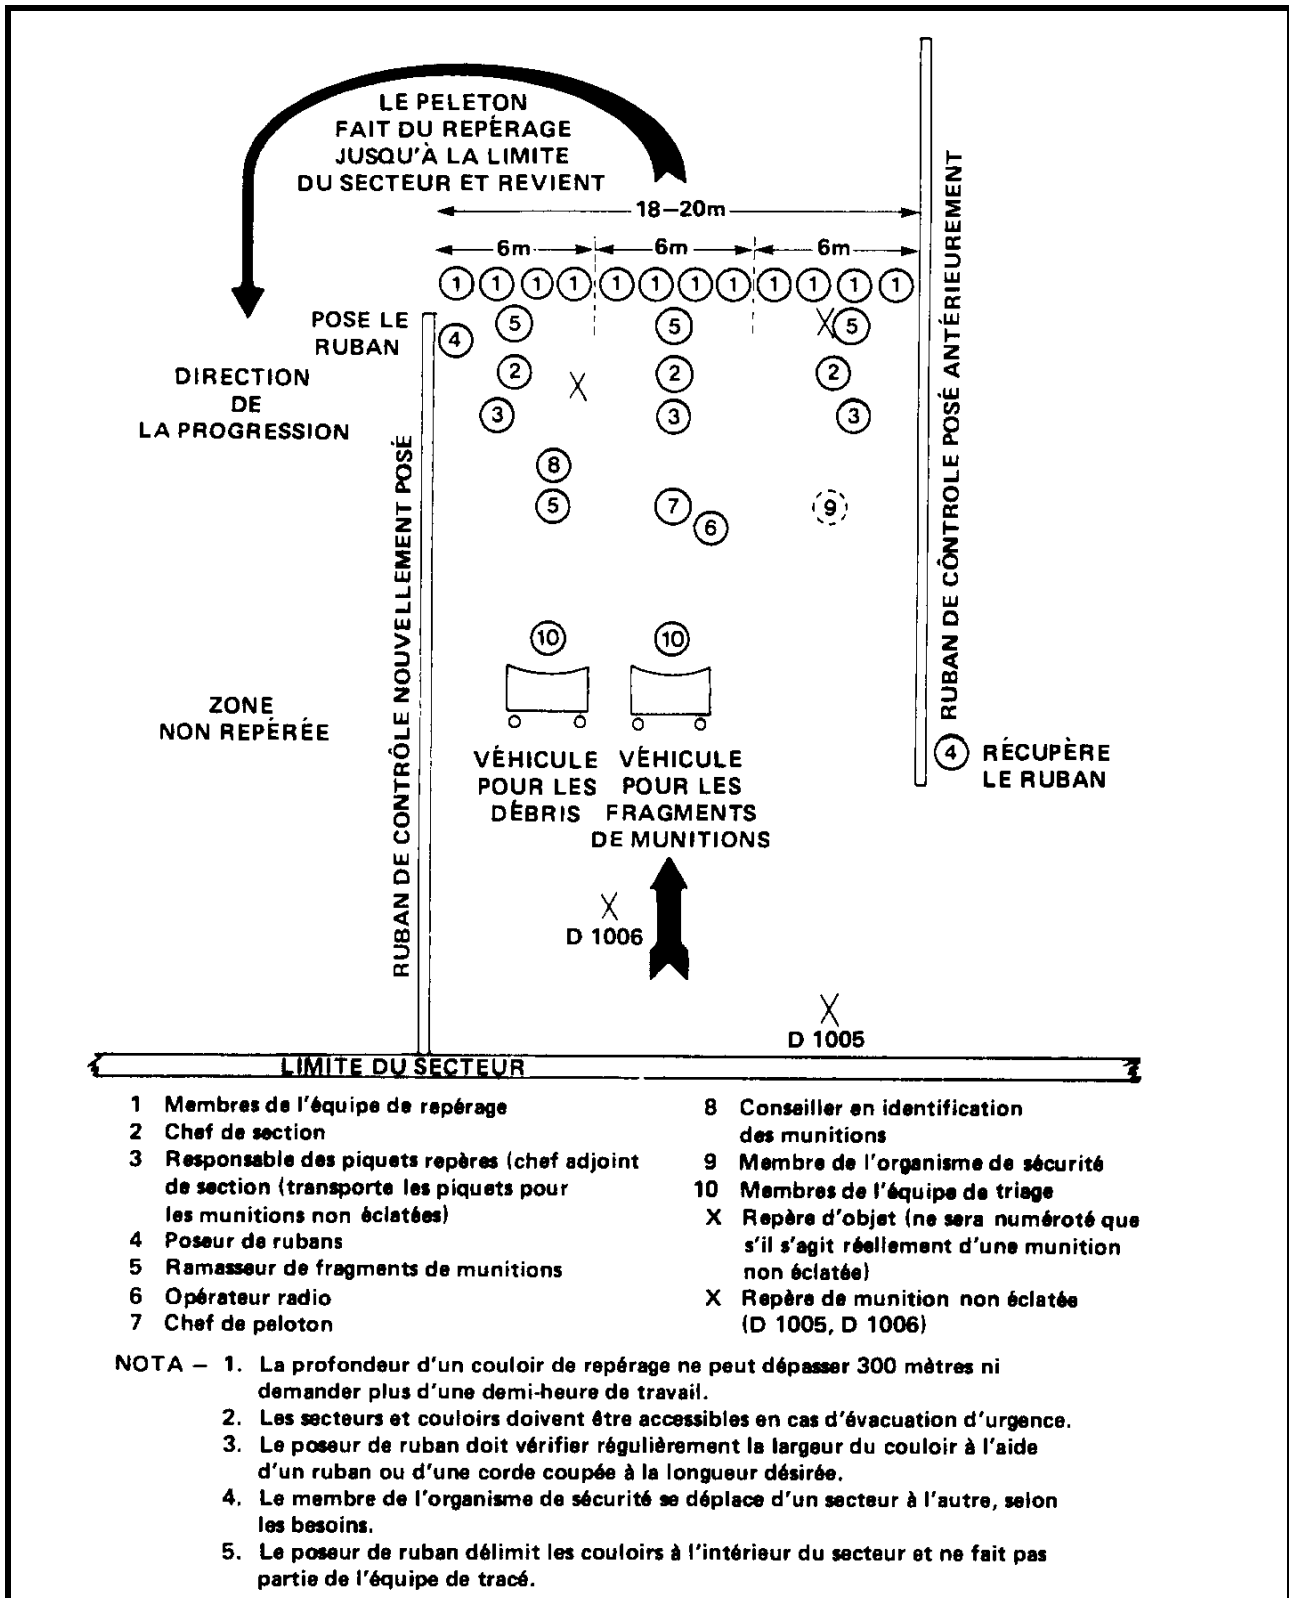 LE PELETON
FAIT DU REPÉRAGE
JUSQU'À LA LIMITE
DU SECTEUR ET REVIENT
18–20m
6m 6m 6m
1 1 1 1 1 1 1 1 1 1 1 1
POSE LE
RUBAN
4 5 5 X 5
2 X 2 2
3 3 3
DIRECTION
DE
LA PROGRESSION
8
5 7 9
6
RUBAN DE CONTRÔLE NOUVELLEMENT POSÉ
RUBAN DE CÔNTROLE POSÉ ANTÉRIEUREMENT
10 10
ZONE
NON REPÉRÉE
VÉHICULE
POUR LES
DÉBRIS
VÉHICULE
POUR LES
FRAGMENTS
DE MUNITIONS
4 RÉCUPÈRE
LE RUBAN
X
D 1006
X
D 1005
LIMITE DU SECTEUR
1 Membres de l'équipe de repérage
2 Chef de section
3 Responsable des piquets repères (chef adjoint
de section (transporte les piquets pour
les munitions non éclatées)
4 Poseur de rubans
5 Ramasseur de fragments de munitions
6 Opérateur radio
7 Chef de peloton
8 Conseiller en identification
des munitions
9 Membre de l'organisme de sécurité
10 Membres de l'équipe de triage
X Repère d'objet (ne sera numéroté que
s'il s'agit réellement d'une munition
non éclatée)
X Repère de munition non éclatée
(D 1005, D 1006)
NOTA – 1. La profondeur d'un couloir de repérage ne peut dépasser 300 mètres ni
demander plus d'une demi-heure de travail.
2. Les secteurs et couloirs doivent être accessibles en cas d'évacuation d'urgence.
3. Le poseur de ruban doit vérifier régulièrement la largeur du couloir à l'aide
d'un ruban ou d'une corde coupée à la longueur désirée.
4. Le membre de l'organisme de sécurité se déplace d'un secteur à l'autre, selon
les besoins.
5. Le poseur de ruban délimit les couloirs à l'intérieur du secteur et ne fait pas
partie de l'équipe de tracé.